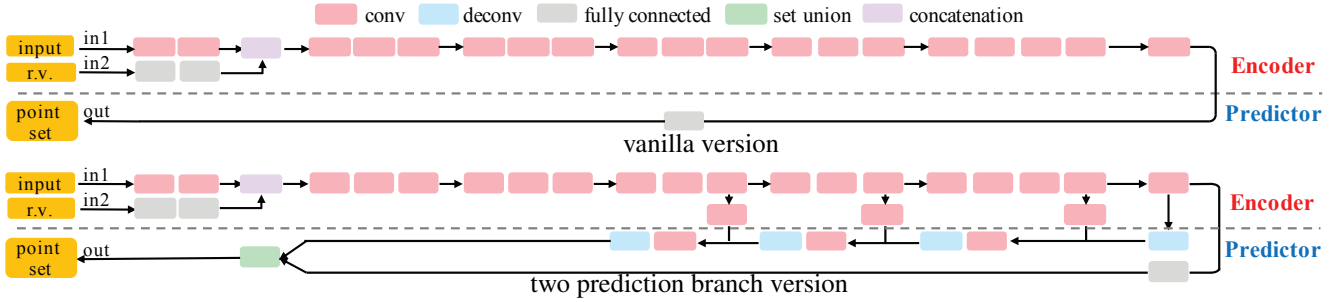 conv deconv fully connected set union concatenation
input in1
r.v. in2
Encoder
point set out
Predictor
vanilla version
input in1
r.v. in2
Encoder
point set out
Predictor
two prediction branch version